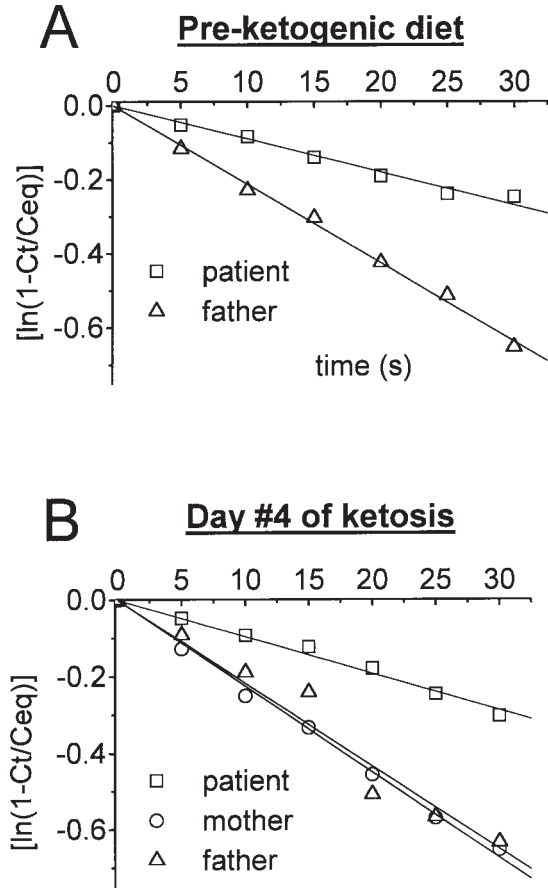 A
Pre-ketogenic diet
0 5 10 15 20 25 30
0.0
-0.2
-0.4
-0.6
[ln(1-Ct/Ceq)]
patient
father
time (s)
B
Day #4 of ketosis
0 5 10 15 20 25 30
0.0
-0.2
-0.4
-0.6
[ln(1-Ct/Ceq)]
patient
mother
father